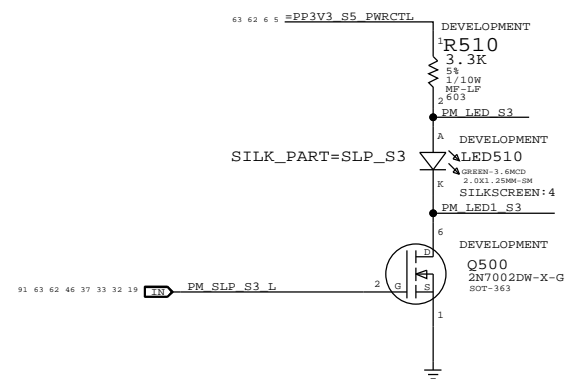 63 62 6 5 =PP3V3_S5_PWRCTL
DEVELOPMENT
1 R510
3.3K
5%
1/10W
MF-LF
2 603
PM_LED_S3
A DEVELOPMENT
SILK_PART=SLP_S3 LED510
GREEN-3.6MCD
2.0X1.25MM-SM
K SILKSCREEN:4
PM_LED1_S3
6 DEVELOPMENT
D Q500
2N7002DW-X-G
SOT-363
91 63 62 46 37 33 32 19 IN PM_SLP_S3_L 2 G S
1